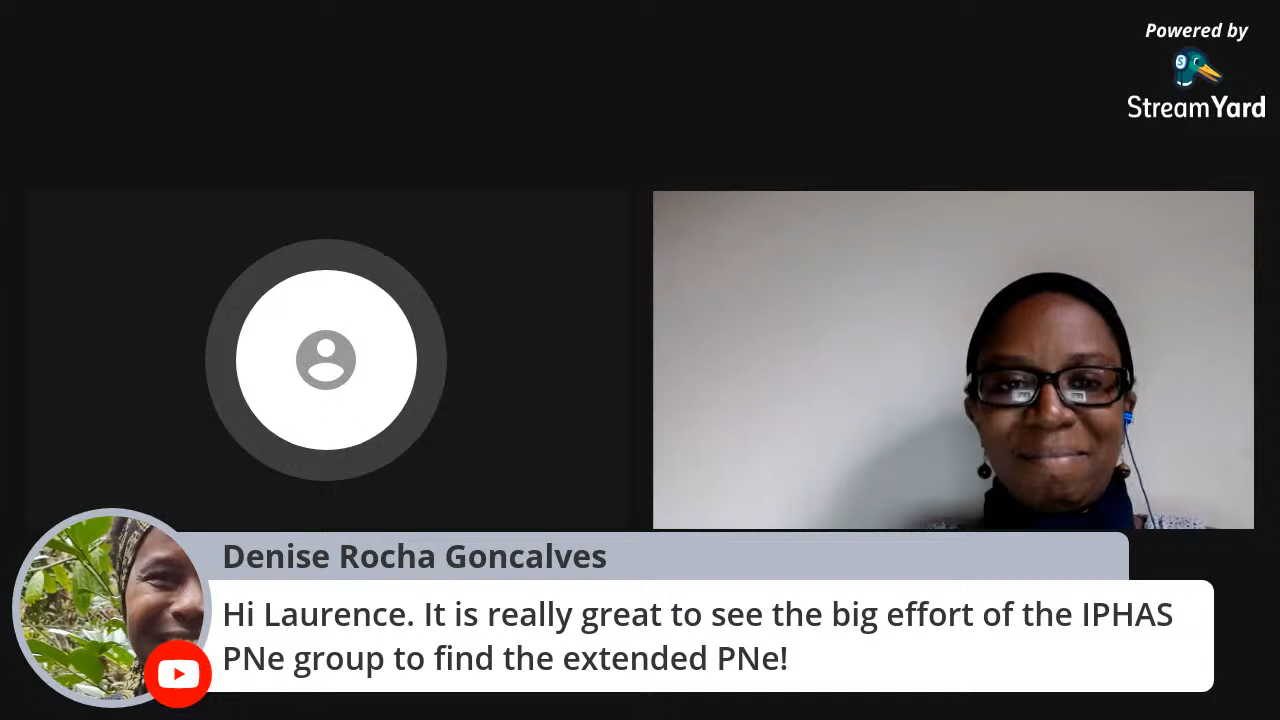 Powered by
StreamYard
Denise Rocha Goncalves
Hi Laurence. It is really great to see the big effort of the IPHAS
PNe group to find the extended PNe!